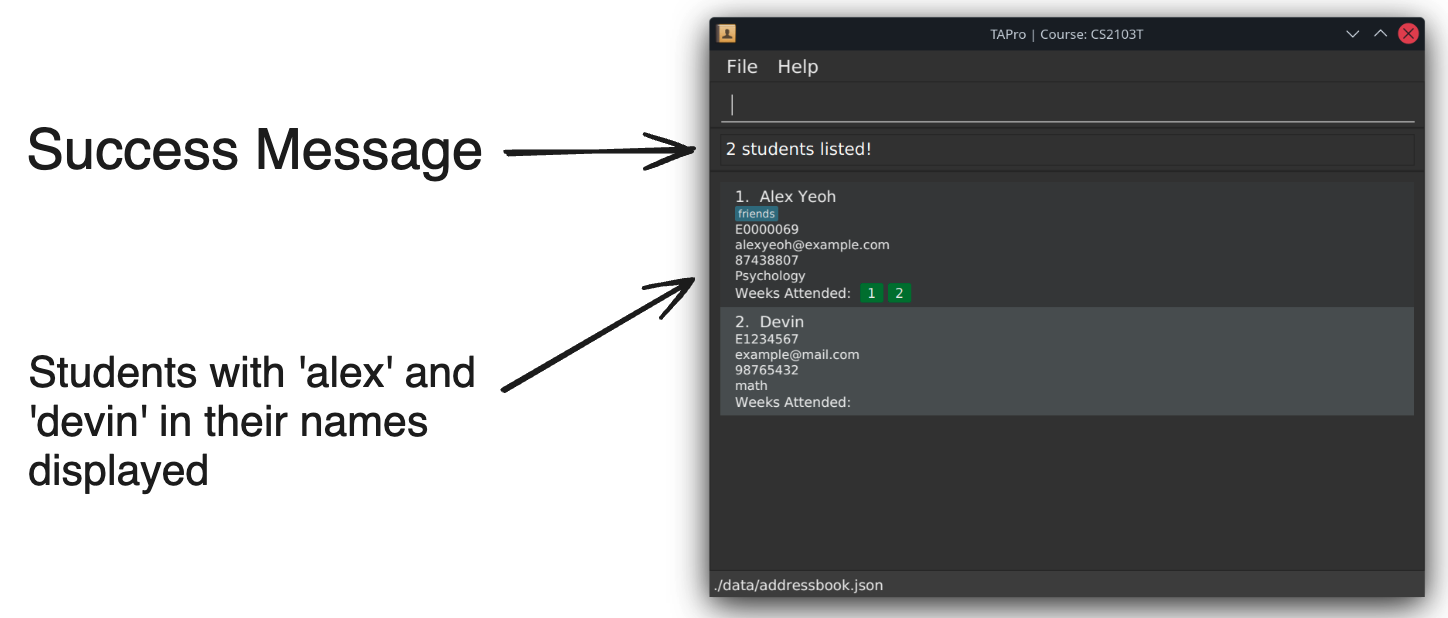 Success Message
Students with 'alex' and
'devin' in their names
displayed
TAPro | Course: CS2103T
File Help
2 students listed!
1. Alex Yeoh
friends
E0000069
alexyeoh@example.com
87438807
Psychology
Weeks Attended: 1 2
2. Devin
E1234567
example@mail.com
98765432
math
Weeks Attended:
./data/addressbook.json